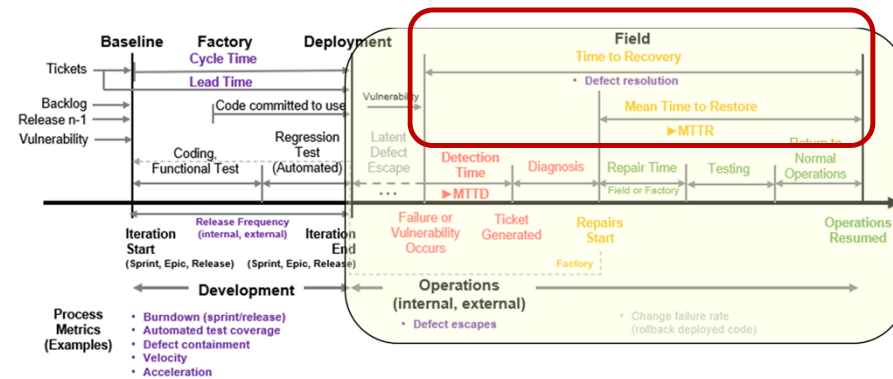 Baseline
Factory
Deployment
Field
Cycle Time
Time to Recovery
Tickets
Lead Time
• Defect resolution
Backlog
Code committed to use
Vulnerability
Mean Time to Restore
Release n-1
►MTTR
Vulnerability
Coding,
Functional Test
Regression
Test
(Automated)
Latent
Defect
Escape
...
Detection
Time
►MTTD
Diagnosis
Repair Time
Field or Factory
Testing
Return to
Normal
Operations
Release Frequency
(internal, external)
Iteration
Start
(Sprint, Epic, Release)
Iteration
End
(Sprint, Epic, Release)
Failure or
Vulnerability
Occurs
Ticket
Generated
Repairs
Start
Factory
Operations
Resumed
Development
Operations
(internal, external)
Process
Metrics
(Examples)
• Burndown (sprint/release)
• Automated test coverage
• Defect containment
• Velocity
• Acceleration
• Defect escapes
• Change failure rate
(rollback deployed code)